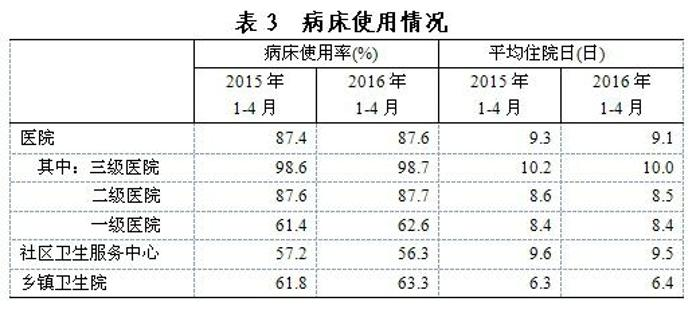 表 3 病床使用情况
病床使用率(%) 平均住院日(日)
2015 年 2016 年 2015 年 2016 年
1-4 月 1-4 月 1-4 月 1-4 月
医院 87.4 87.6 9.3 9.1
其中：三级医院 98.6 98.7 10.2 10.0
二级医院 87.6 87.7 8.6 8.5
一级医院 61.4 62.6 8.4 8.4
社区卫生服务中心 57.2 56.3 9.6 9.5
乡镇卫生院 61.8 63.3 6.3 6.4